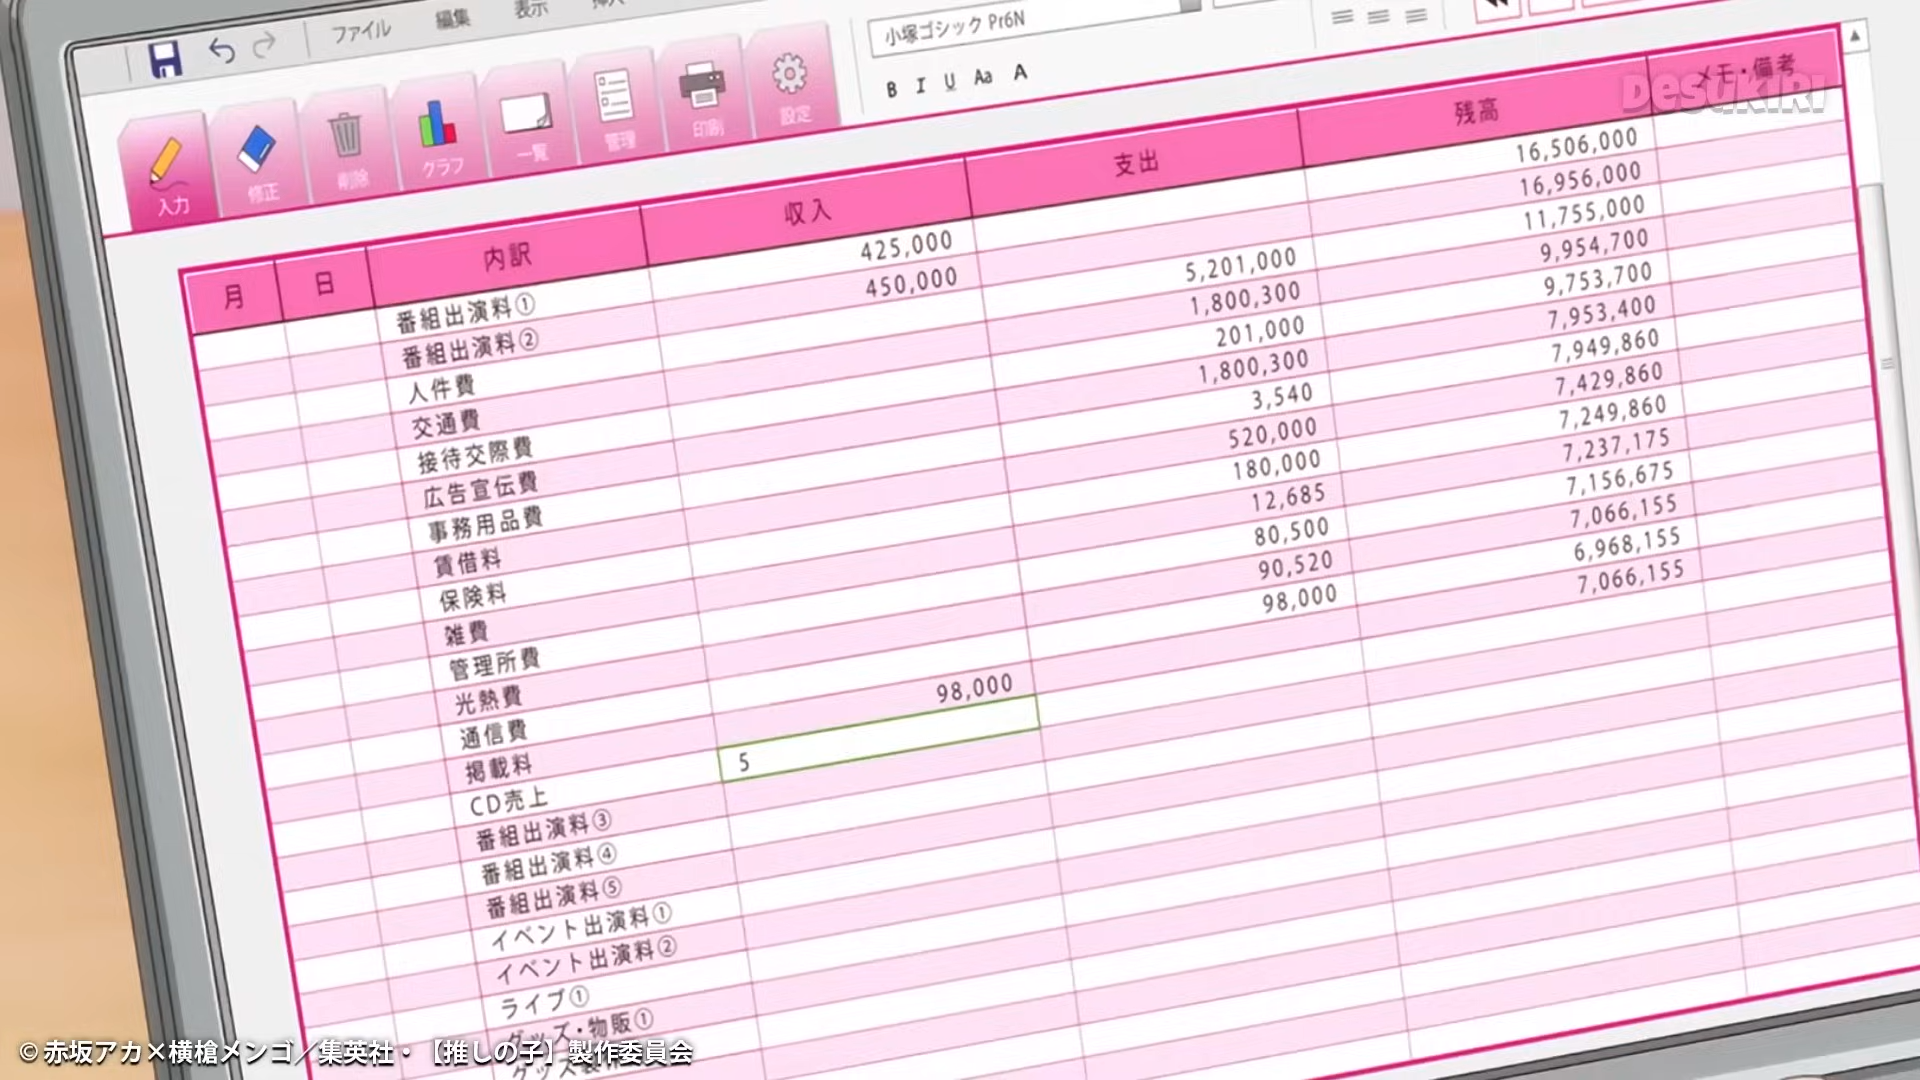 ファイル 編集 表示
小塚ゴシック Pr6N
B I U Aa A
入力 修正 削除 グラフ 一覧 管理 印刷 設定
DesuKiRi
月 日 内訳 収入 支出 残高 メモ・備考
番組出演料① 425,000 16,506,000
番組出演料② 450,000 16,956,000
人件費 5,201,000 11,755,000
交通費 1,800,300 9,954,700
接待交際費 201,000 9,753,700
広告宣伝費 1,800,300 7,953,400
事務用品費 3,540 7,949,860
賃借料 520,000 7,429,860
保険料 180,000 7,249,860
雑費 12,685 7,237,175
管理所費 80,500 7,156,675
光熱費 90,520 7,066,155
通信費 98,000 6,968,155
掲載料 98,000 7,066,155
CD売上 5
番組出演料③
番組出演料④
番組出演料⑤
イベント出演料①
イベント出演料②
ライブ①
グッズ・物販①
©赤坂アカ×横槍メンゴ／集英社・【推しの子】製作委員会